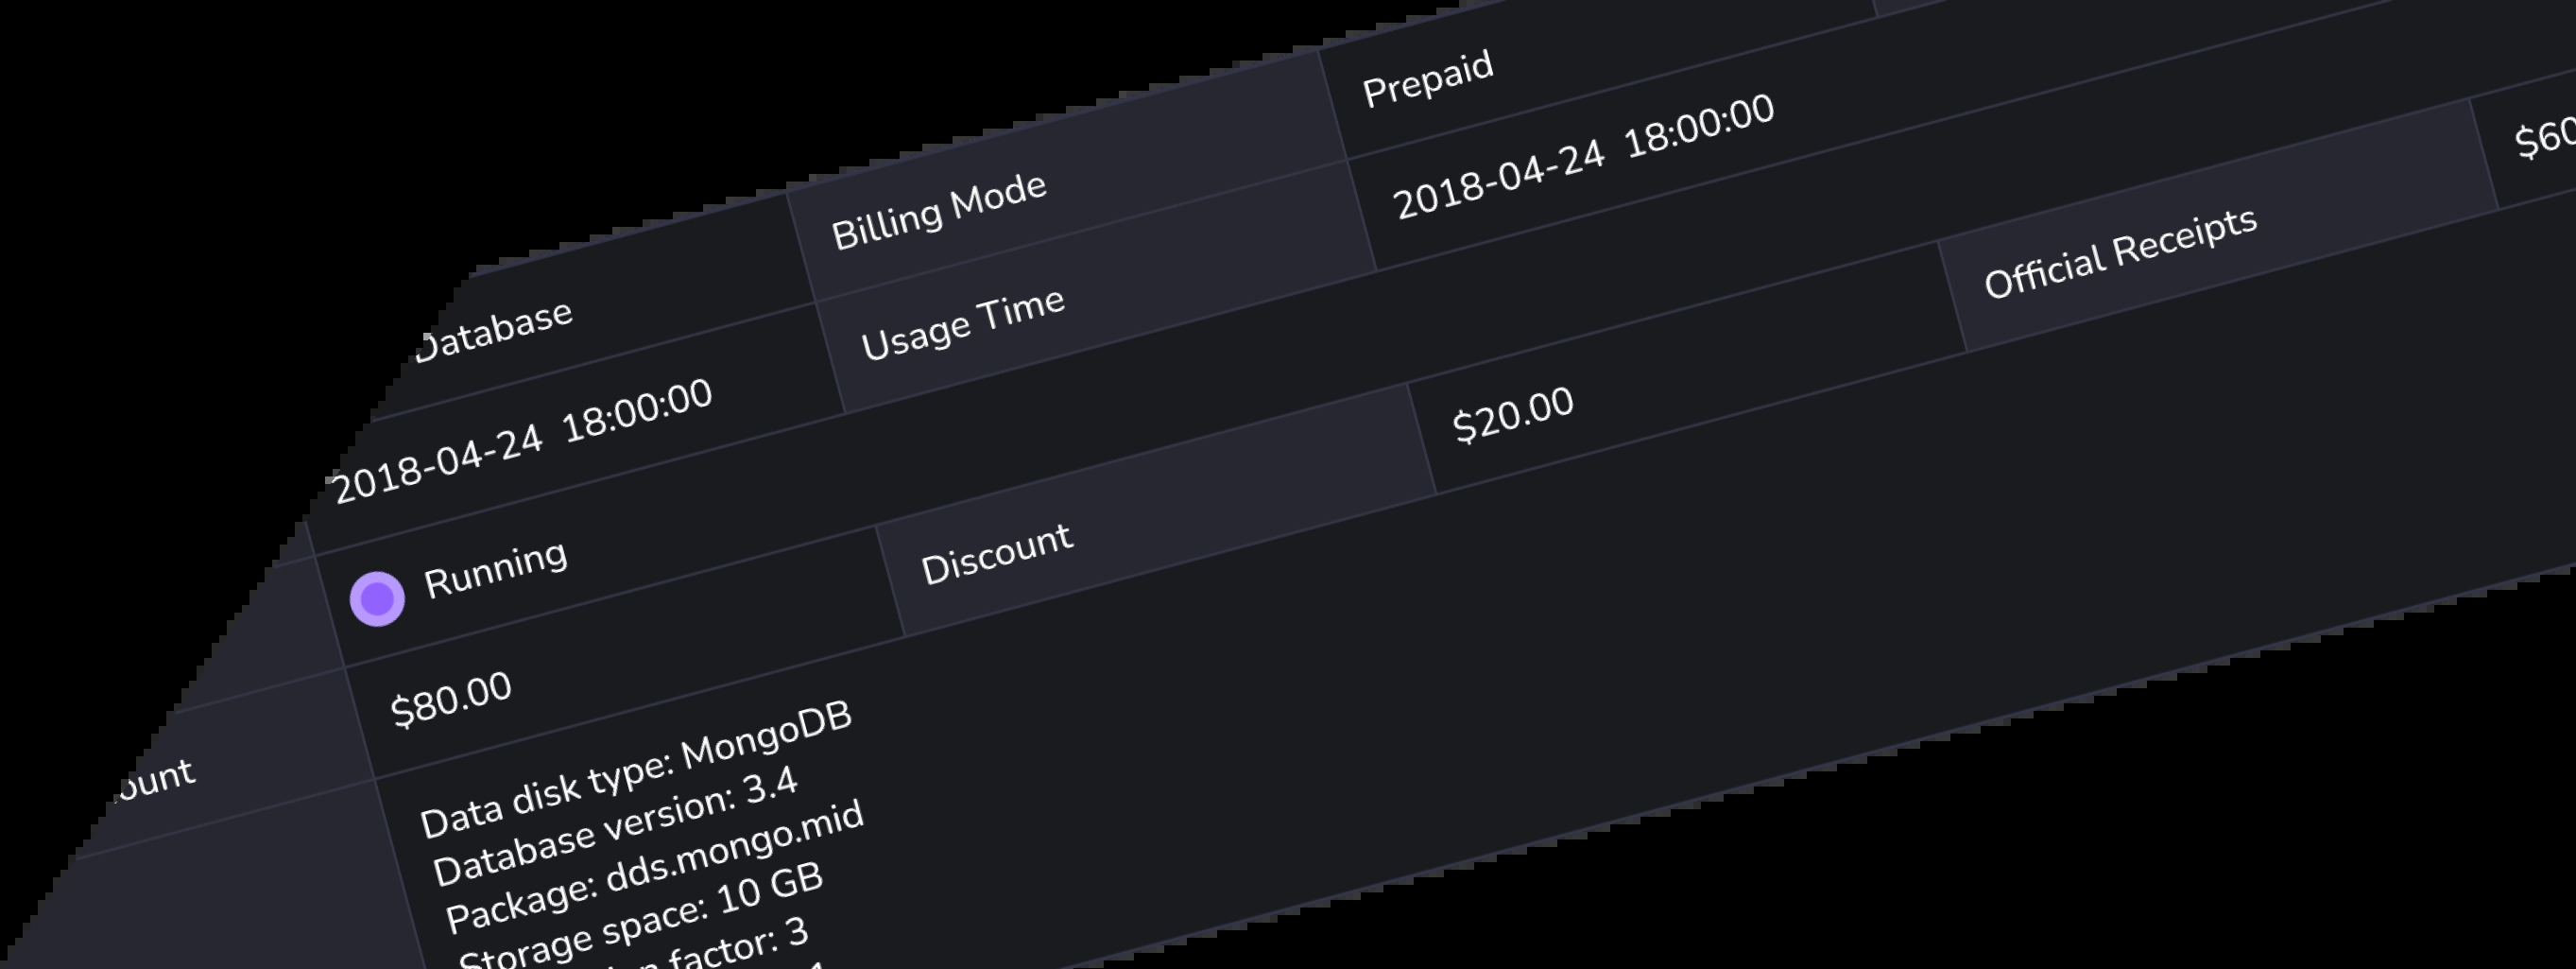 Database
Billing Mode
Prepaid
2018-04-24 18:00:00
Usage Time
2018-04-24 18:00:00
Running
$80.00
Discount
$20.00
Official Receipts
Data disk type: MongoDB
Database version: 3.4
Package: dds.mongo.mid
Storage space: 10 GB
factor: 3